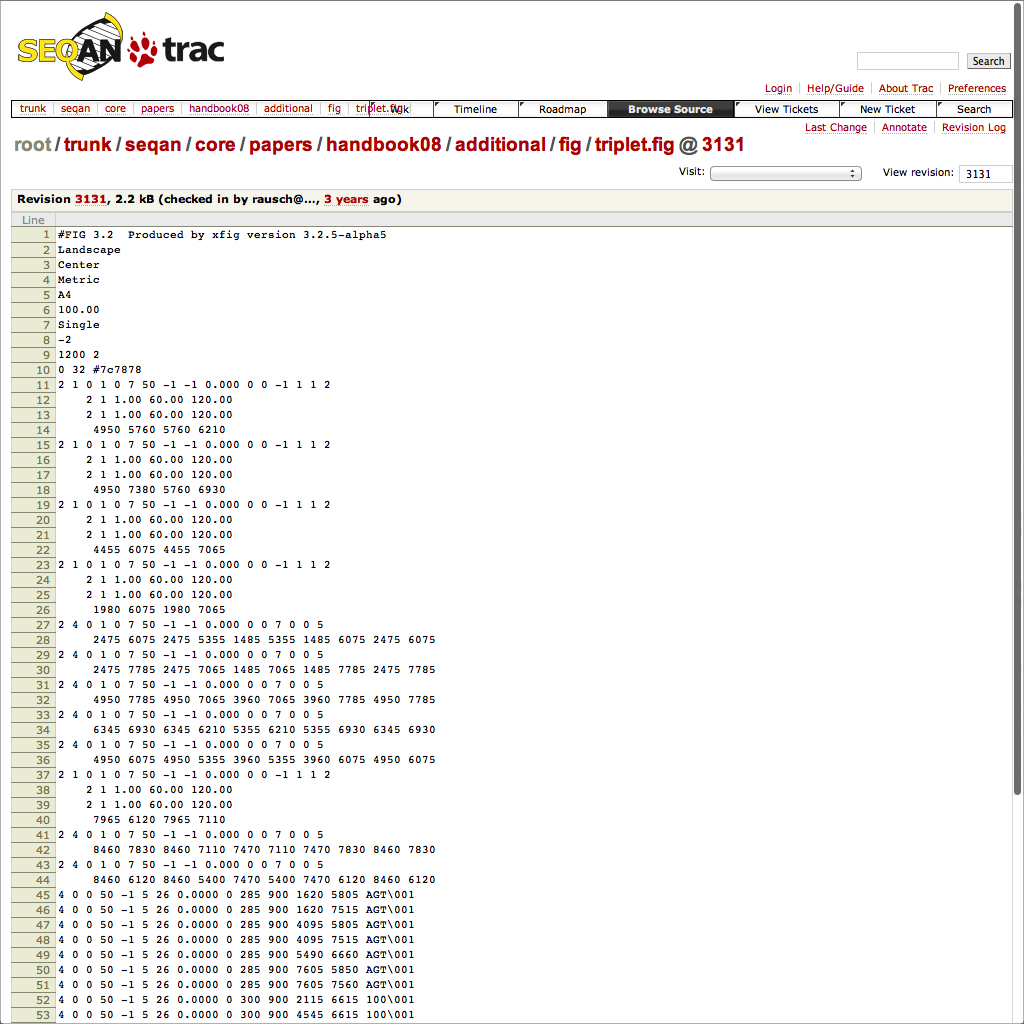 SEQAN trac
Search
Login Help/Guide About Trac Preferences
trunk seqan core papers handbook08 additional fig triplet.fig Wiki Timeline Roadmap Browse Source View Tickets New Ticket Search
Last Change Annotate Revision Log
root/trunk/seqan/core/papers/handbook08/additional/fig/triplet.fig @ 3131
Visit: View revision: 3131
Revision 3131, 2.2 kB (checked in by rausch@..., 3 years ago)
Line
1 #FIG 3.2  Produced by xfig version 3.2.5-alpha5
2 Landscape
3 Center
4 Metric
5 A4
6 100.00
7 Single
8 -2
9 1200 2
10 0 32 #7c7878
11 2 1 0 1 0 7 50 -1 -1 0.000 0 0 -1 1 1 2
12 2 1 1.00 60.00 120.00
13 2 1 1.00 60.00 120.00
14 4950 5760 5760 6210
15 2 1 0 1 0 7 50 -1 -1 0.000 0 0 -1 1 1 2
16 2 1 1.00 60.00 120.00
17 2 1 1.00 60.00 120.00
18 4950 7380 5760 6930
19 2 1 0 1 0 7 50 -1 -1 0.000 0 0 -1 1 1 2
20 2 1 1.00 60.00 120.00
21 2 1 1.00 60.00 120.00
22 4455 6075 4455 7065
23 2 1 0 1 0 7 50 -1 -1 0.000 0 0 -1 1 1 2
24 2 1 1.00 60.00 120.00
25 2 1 1.00 60.00 120.00
26 1980 6075 1980 7065
27 2 4 0 1 0 7 50 -1 -1 0.000 0 0 7 0 0 5
28 2475 6075 2475 5355 1485 5355 1485 6075 2475 6075
29 2 4 0 1 0 7 50 -1 -1 0.000 0 0 7 0 0 5
30 2475 7785 2475 7065 1485 7065 1485 7785 2475 7785
31 2 4 0 1 0 7 50 -1 -1 0.000 0 0 7 0 0 5
32 4950 7785 4950 7065 3960 7065 3960 7785 4950 7785
33 2 4 0 1 0 7 50 -1 -1 0.000 0 0 7 0 0 5
34 6345 6930 6345 6210 5355 6210 5355 6930 6345 6930
35 2 4 0 1 0 7 50 -1 -1 0.000 0 0 7 0 0 5
36 4950 6075 4950 5355 3960 5355 3960 6075 4950 6075
37 2 1 0 1 0 7 50 -1 -1 0.000 0 0 -1 1 1 2
38 2 1 1.00 60.00 120.00
39 2 1 1.00 60.00 120.00
40 7965 6120 7965 7110
41 2 4 0 1 0 7 50 -1 -1 0.000 0 0 7 0 0 5
42 8460 7830 8460 7110 7470 7110 7470 7830 8460 7830
43 2 4 0 1 0 7 50 -1 -1 0.000 0 0 7 0 0 5
44 8460 6120 8460 5400 7470 5400 7470 6120 8460 6120
45 4 0 0 50 -1 5 26 0.0000 0 285 900 1620 5805 AGT\001
46 4 0 0 50 -1 5 26 0.0000 0 285 900 1620 7515 AGT\001
47 4 0 0 50 -1 5 26 0.0000 0 285 900 4095 5805 AGT\001
48 4 0 0 50 -1 5 26 0.0000 0 285 900 4095 7515 AGT\001
49 4 0 0 50 -1 5 26 0.0000 0 285 900 5490 6660 AGT\001
50 4 0 0 50 -1 5 26 0.0000 0 285 900 7605 5850 AGT\001
51 4 0 0 50 -1 5 26 0.0000 0 285 900 7605 7560 AGT\001
52 4 0 0 50 -1 5 26 0.0000 0 300 900 2115 6615 100\001
53 4 0 0 50 -1 5 26 0.0000 0 300 900 4545 6615 100\001